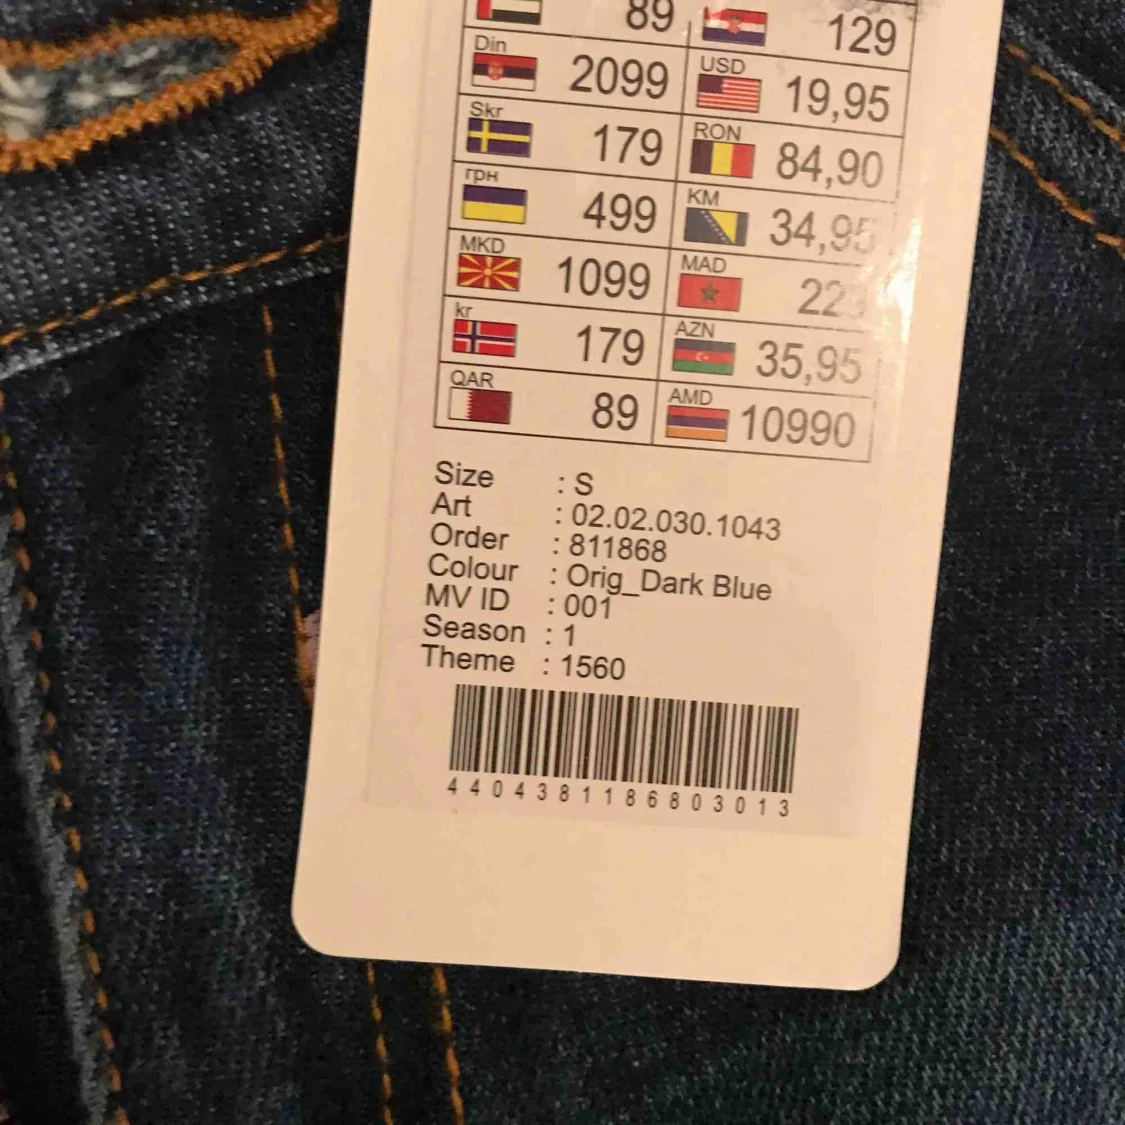 89 129
Din USD
2099 19,95
Skr RON
179 84,90
грн KM
499 34,95
MKD MAD
1099
kr AZN
179 35,95
QAR AMD
89 10990
Size : S
Art : 02.02.030.1043
Order : 811868
Colour : Orig_Dark Blue
MV ID : 001
Season : 1
Theme : 1560
4404381186803013